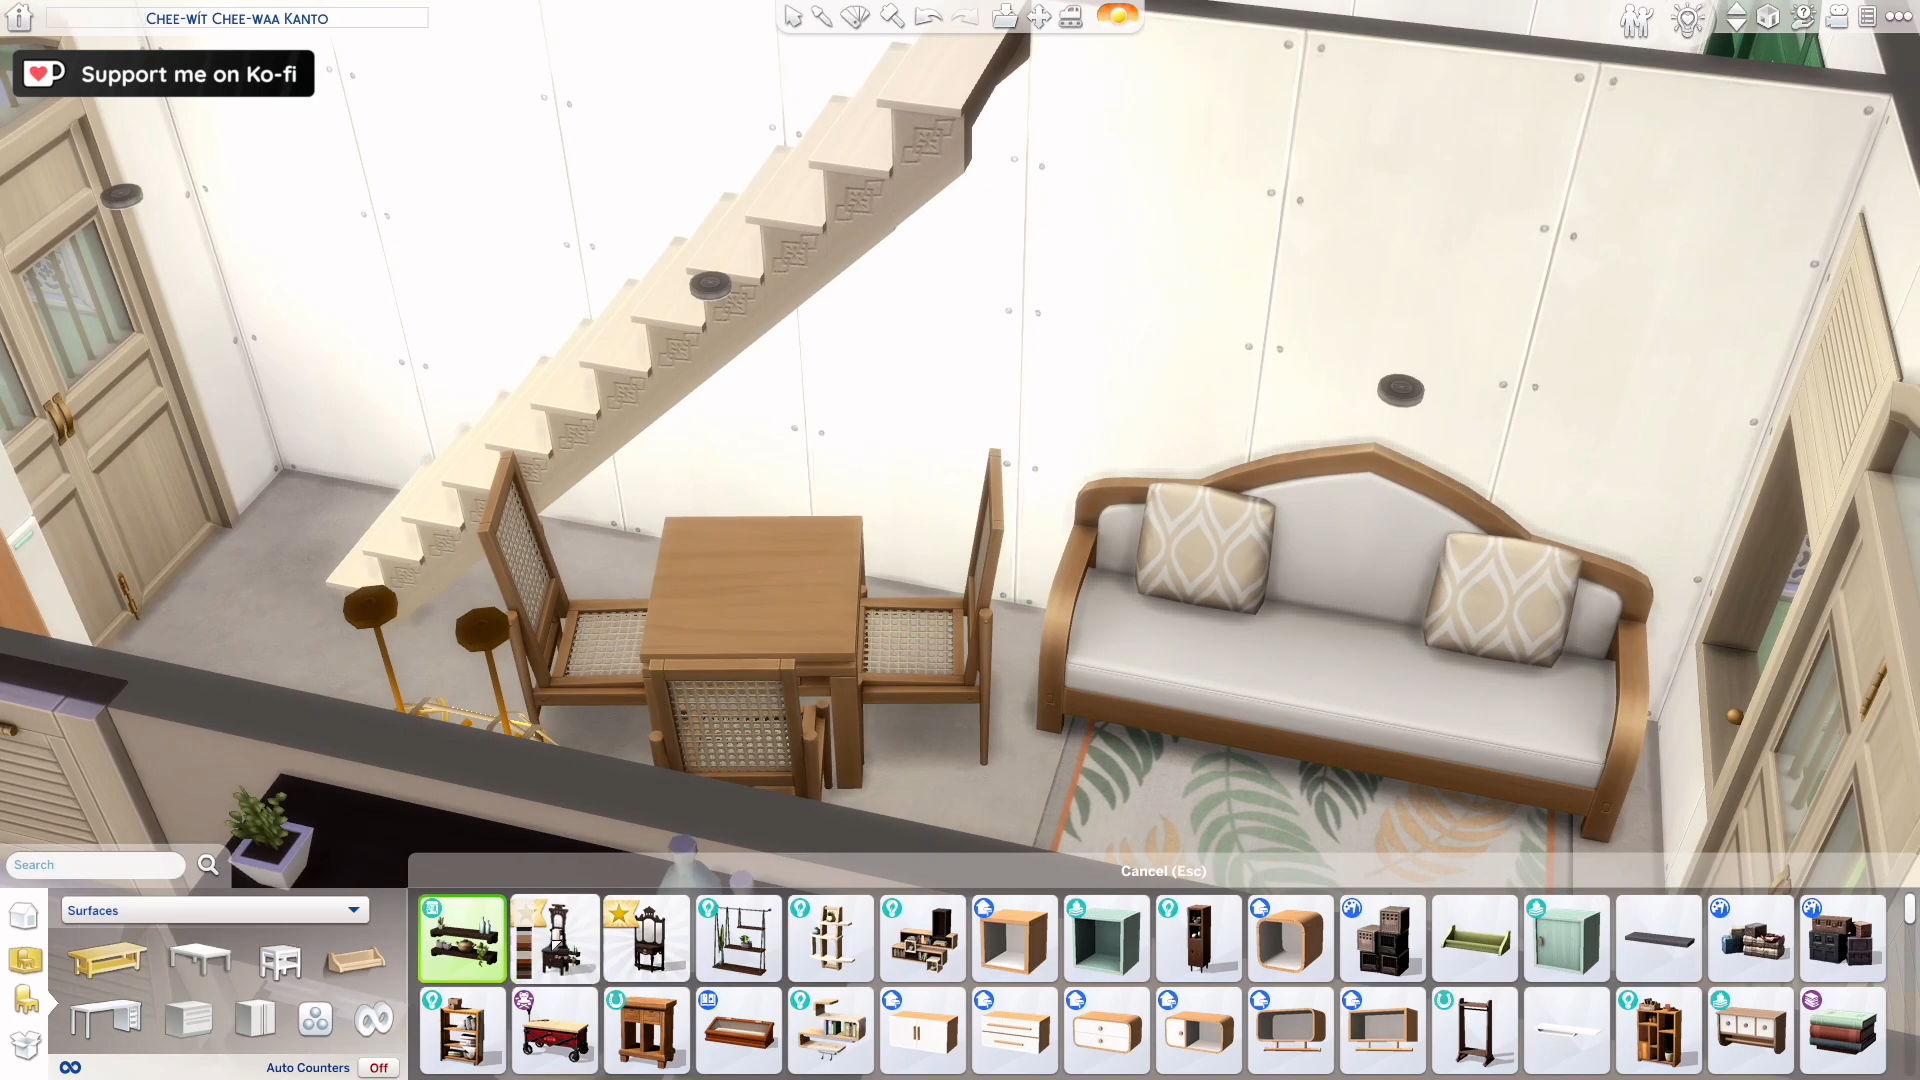 Chee-wít Chee-waa Kanto
Support me on Ko-fi
Cancel (Esc)
Search
Surfaces
Auto Counters
Off